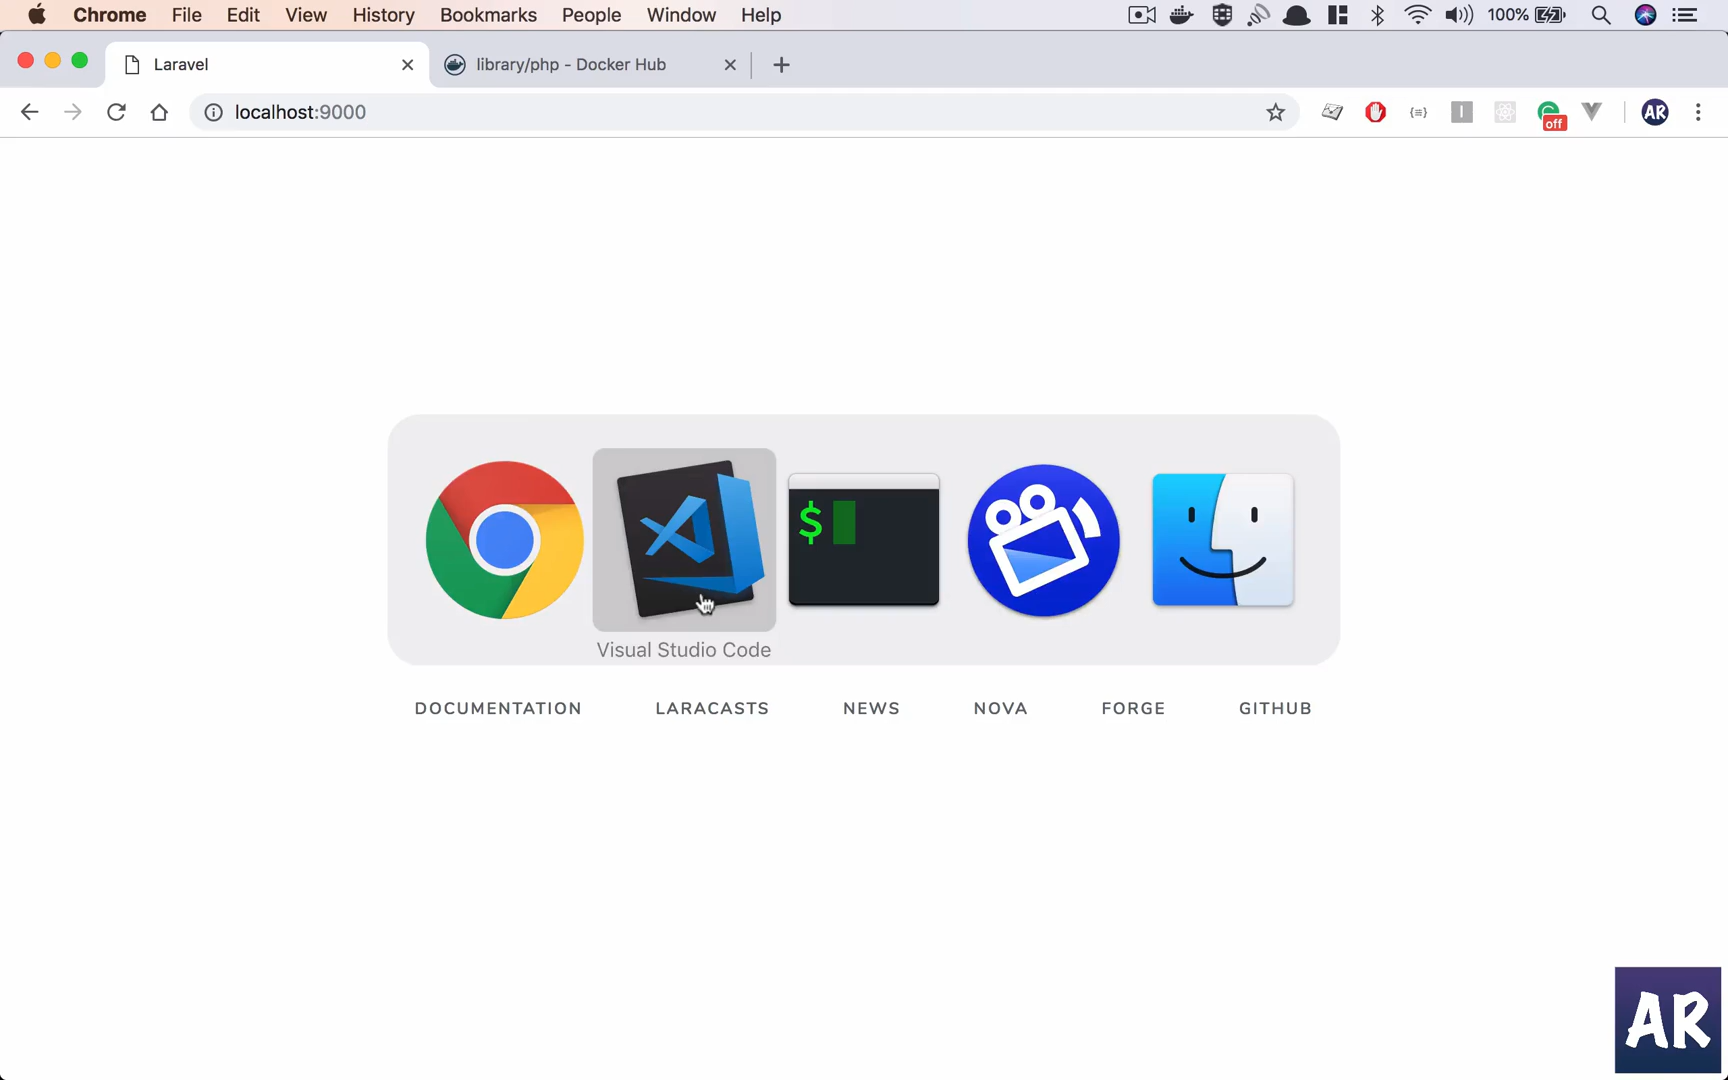 Chrome File Edit View History Bookmarks People Window Help 100%
Laravel library/php - Docker Hub
localhost:9000 off AR
$
Visual Studio Code
DOCUMENTATION LARACASTS NEWS NOVA FORGE GITHUB
AR